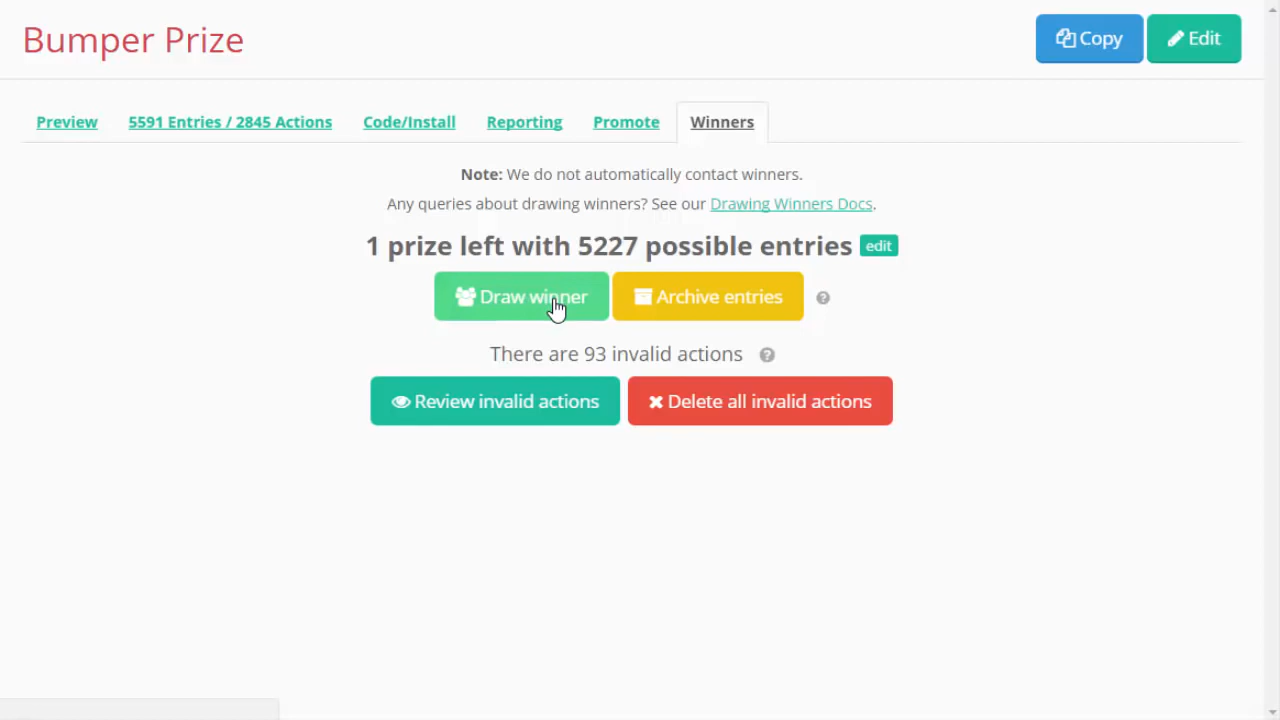 Bumper Prize
Copy
Edit
Preview
5591 Entries / 2845 Actions
Code/Install
Reporting
Promote
Winners
Note: We do not automatically contact winners.
Any queries about drawing winners? See our Drawing Winners Docs.
1 prize left with 5227 possible entries edit
Draw winner
Archive entries
?
There are 93 invalid actions ?
Review invalid actions
Delete all invalid actions